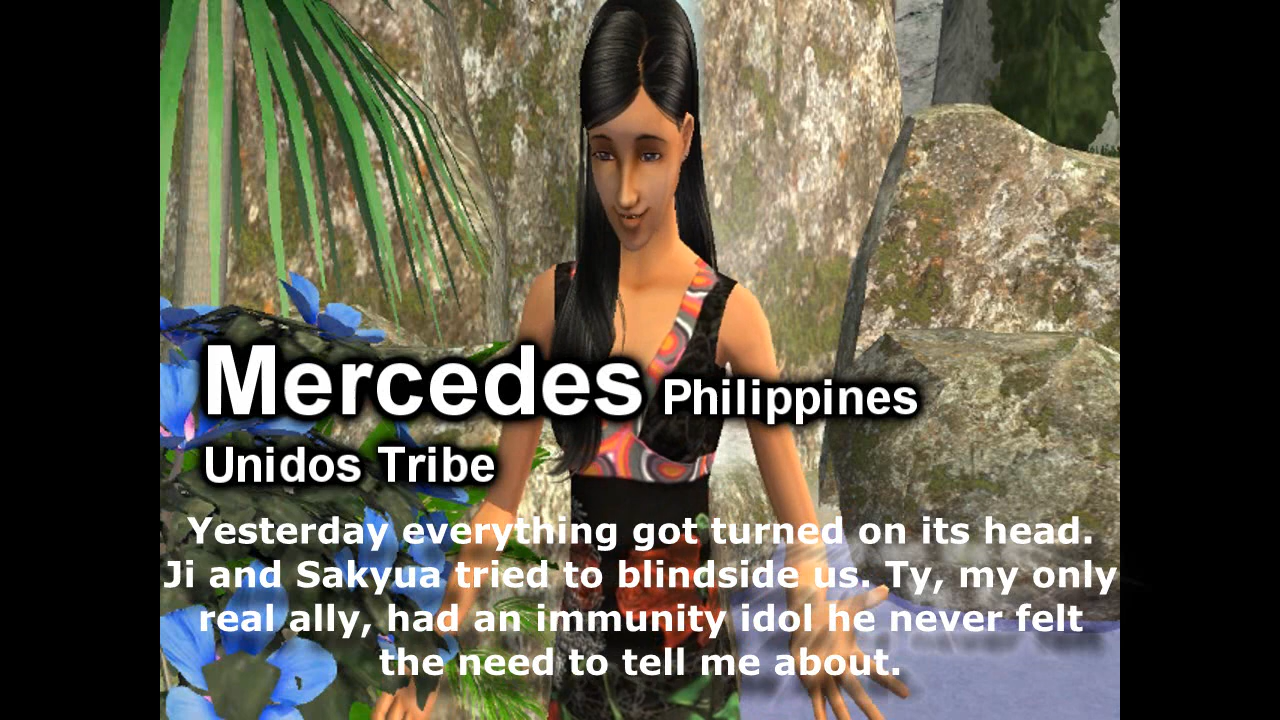 Mercedes Philippines
Unidos Tribe
Yesterday everything got turned on its head.
Ji and Sakyua tried to blindside us. Ty, my only
real ally, had an immunity idol he never felt
the need to tell me about.